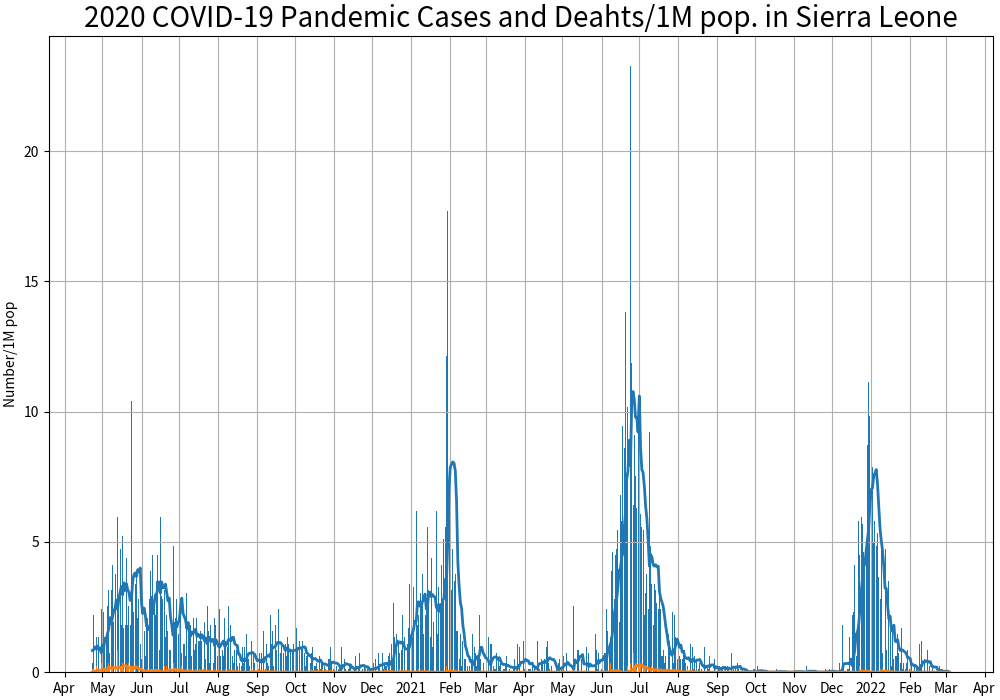 2020 COVID-19 Pandemic Cases and Deahts/1M pop. in Sierra Leone
Number/1M pop
20
15
10
5
0
Apr May Jun Jul Aug Sep Oct Nov Dec 2021 Feb Mar Apr May Jun Jul Aug Sep Oct Nov Dec 2022 Feb Mar Apr